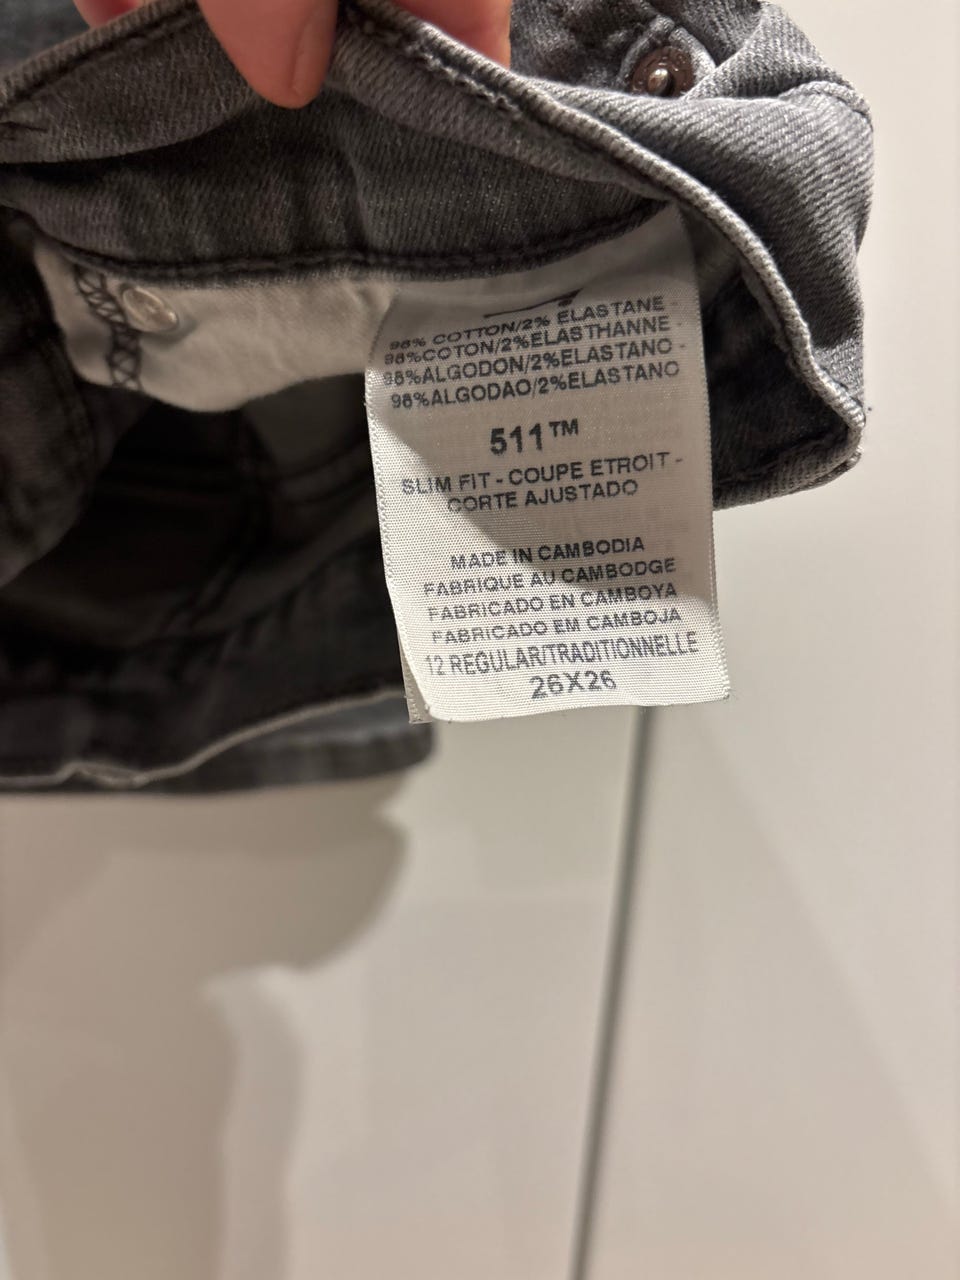 98% COTTON/2% ELASTANE -
98%COTON/2%ELASTHANNE -
98%ALGODON/2%ELASTANO -
98%ALGODAO/2%ELASTANO
511™
SLIM FIT - COUPE ETROIT -
CORTE AJUSTADO
MADE IN CAMBODIA
FABRIQUE AU CAMBODGE
FABRICADO EN CAMBOYA
FABRICADO EM CAMBOJA
12 REGULAR/TRADITIONNELLE
26X26